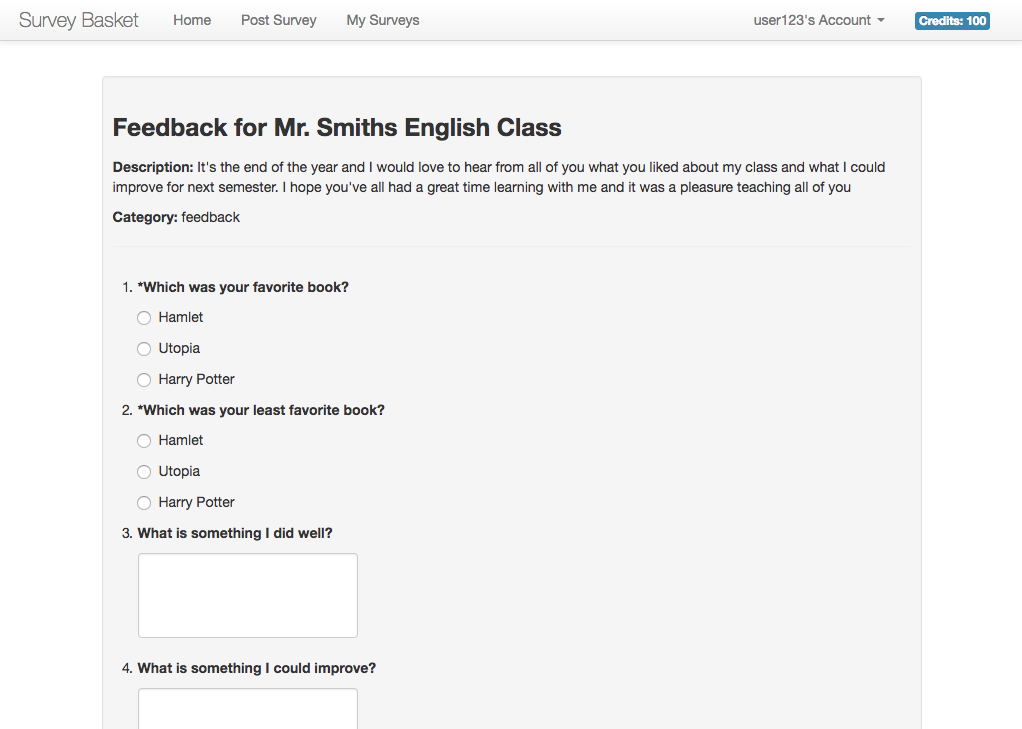 Survey Basket Home Post Survey My Surveys user123's Account Credits: 100
Feedback for Mr. Smiths English Class
Description: It's the end of the year and I would love to hear from all of you what you liked about my class and what I could
improve for next semester. I hope you've all had a great time learning with me and it was a pleasure teaching all of you
Category: feedback
1. *Which was your favorite book?
Hamlet
Utopia
Harry Potter
2. *Which was your least favorite book?
Hamlet
Utopia
Harry Potter
3. What is something I did well?
4. What is something I could improve?